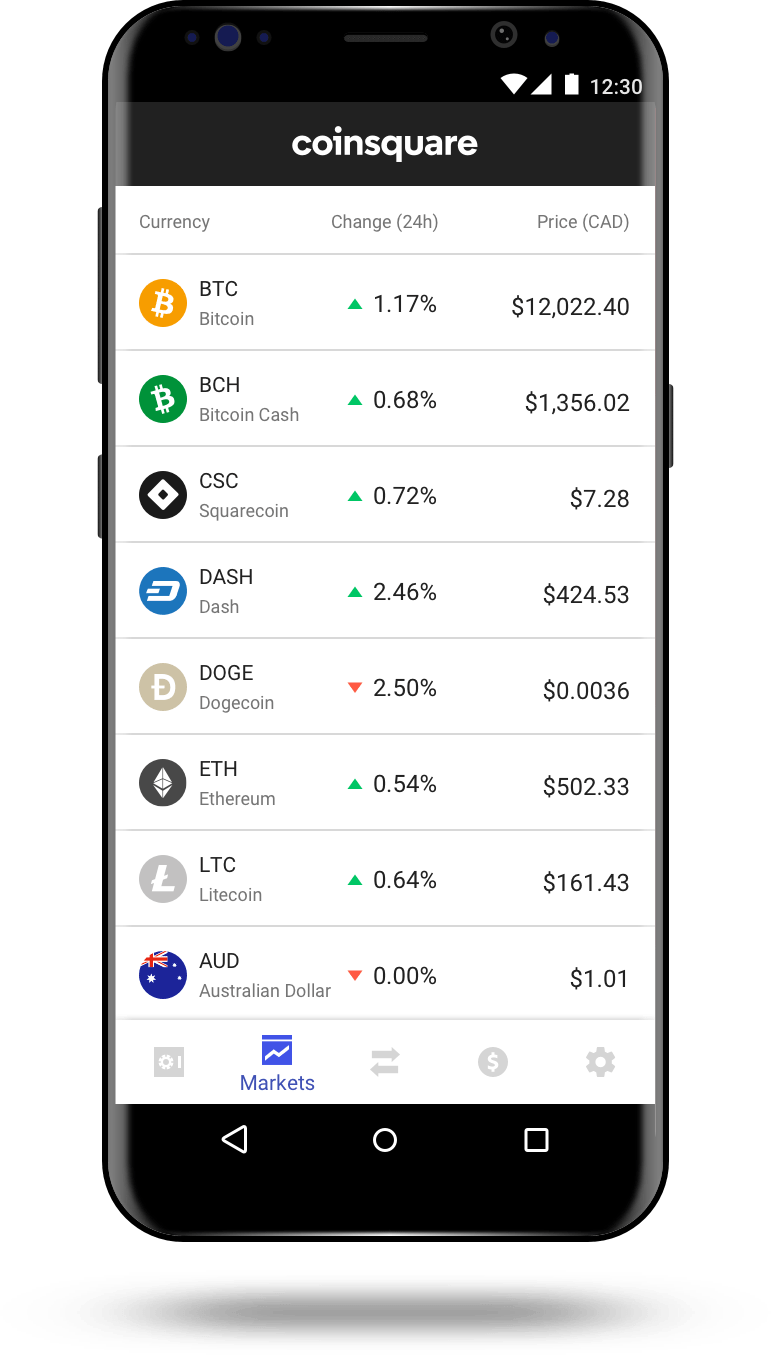 12:30
coinsquare
Currency Change (24h) Price (CAD)
BTC
Bitcoin
1.17%
$12,022.40
BCH
Bitcoin Cash
0.68%
$1,356.02
CSC
Squarecoin
0.72%
$7.28
DASH
Dash
2.46%
$424.53
DOGE
Dogecoin
2.50%
$0.0036
ETH
Ethereum
0.54%
$502.33
LTC
Litecoin
0.64%
$161.43
AUD
Australian Dollar
0.00%
$1.01
Markets